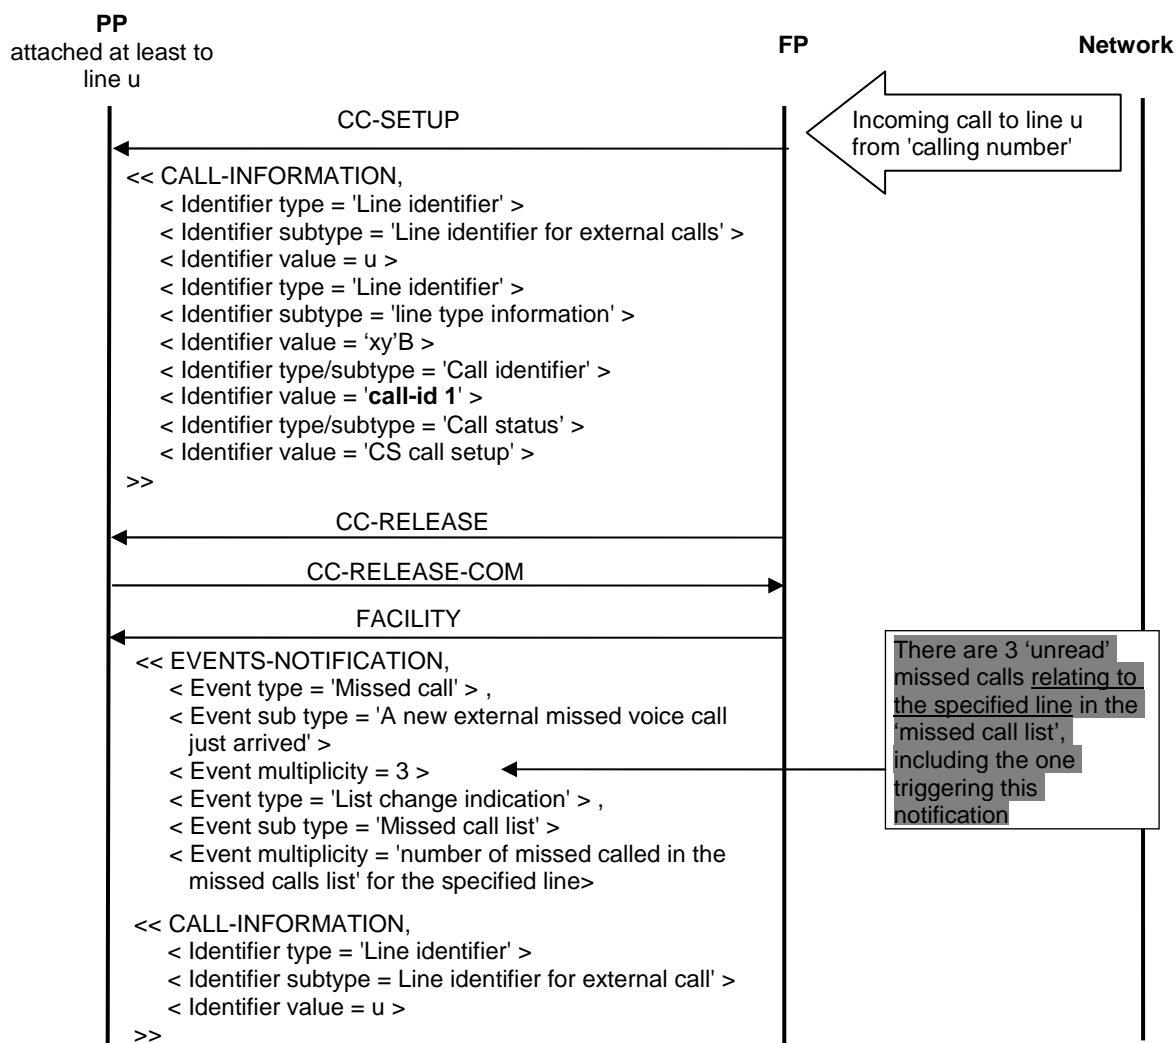 PP
attached at least to
line u
FP
Network
CC-SETUP
Incoming call to line u
from 'calling number'
<< CALL-INFORMATION,
< Identifier type = 'Line identifier' >
< Identifier subtype = 'Line identifier for external calls' >
< Identifier value = u >
< Identifier type = 'Line identifier' >
< Identifier subtype = 'line type information' >
< Identifier value = ‘xy’B >
< Identifier type/subtype = 'Call identifier' >
< Identifier value = 'call-id 1' >
< Identifier type/subtype = 'Call status’ >
< Identifier value = 'CS call setup' >
>>
CC-RELEASE
CC-RELEASE-COM
FACILITY
<< EVENTS-NOTIFICATION,
< Event type = 'Missed call' > ,
< Event sub type = 'A new external missed voice call
just arrived' >
< Event multiplicity = 3 >
< Event type = 'List change indication' > ,
< Event sub type = 'Missed call list' >
< Event multiplicity = 'number of missed called in the
missed calls list' for the specified line>
There are 3 ‘unread’
missed calls relating to
the specified line in the
‘missed call list’,
including the one
triggering this
notification
<< CALL-INFORMATION,
< Identifier type = 'Line identifier' >
< Identifier subtype = Line identifier for external call' >
< Identifier value = u >
>>